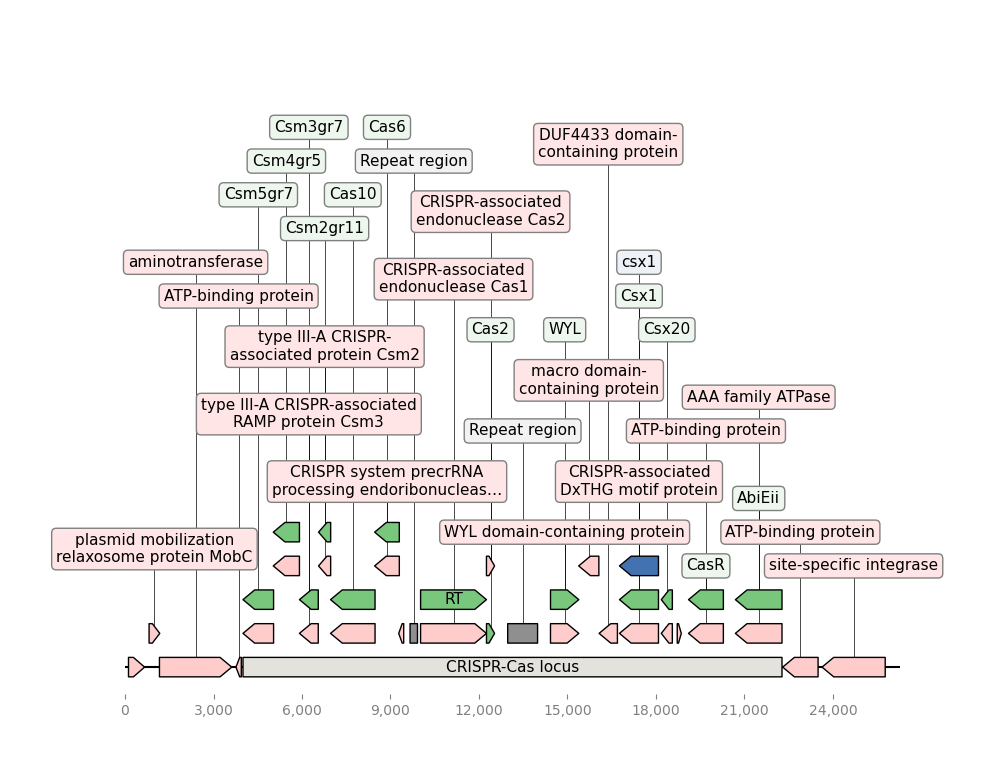 Csm3gr7
Cas6
DUF4433 domain-
containing protein
Csm4gr5
Repeat region
Csm5gr7
Cas10
CRISPR-associated
endonuclease Cas2
Csm2gr11
aminotransferase
CRISPR-associated
endonuclease Cas1
csx1
ATP-binding protein
Csx1
type III-A CRISPR-
associated protein Csm2
Cas2
WYL
Csx20
macro domain-
containing protein
AAA family ATPase
type III-A CRISPR-associated
RAMP protein Csm3
Repeat region
ATP-binding protein
CRISPR system precrRNA
processing endoribonucleas...
CRISPR-associated
DxTHG motif protein
AbiEii
plasmid mobilization
relaxosome protein MobC
WYL domain-containing protein
ATP-binding protein
CasR
site-specific integrase
RT
CRISPR-Cas locus
0
3,000
6,000
9,000
12,000
15,000
18,000
21,000
24,000